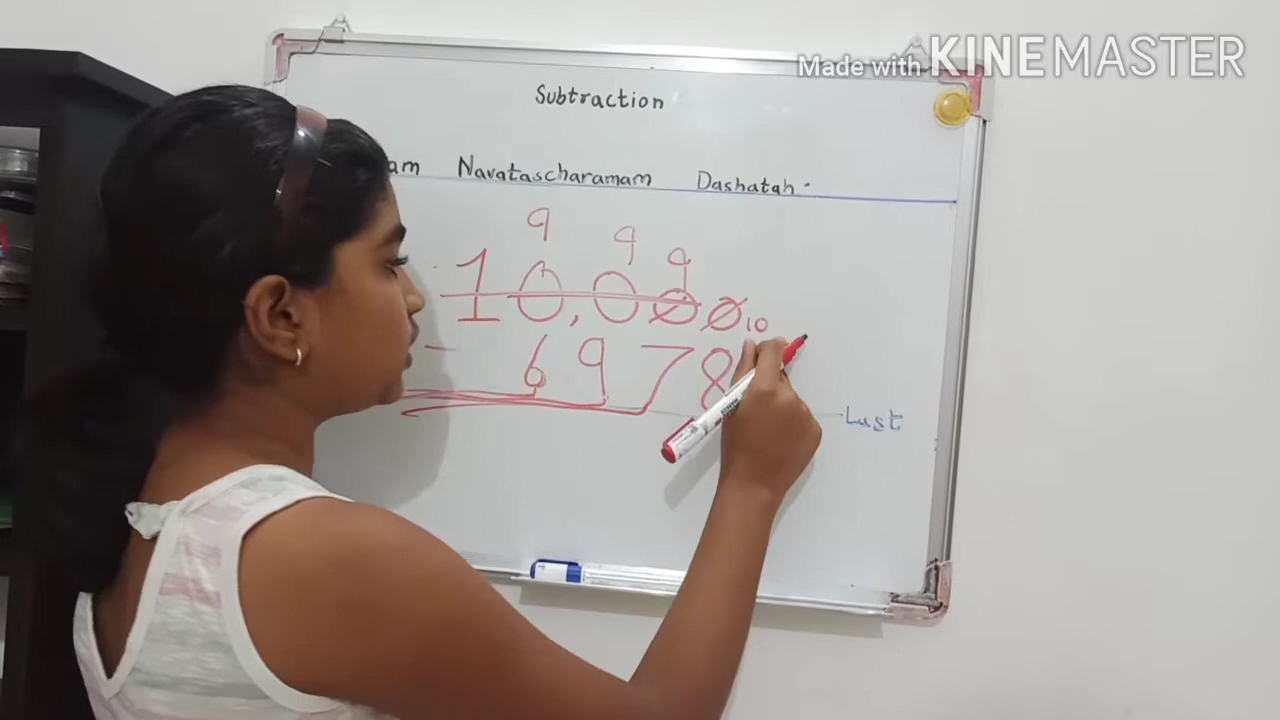 Made with KINEMASTER
Subtraction
am Navatascharamam Dashatah.
9 9 9
10,000 10
- 6978
Last